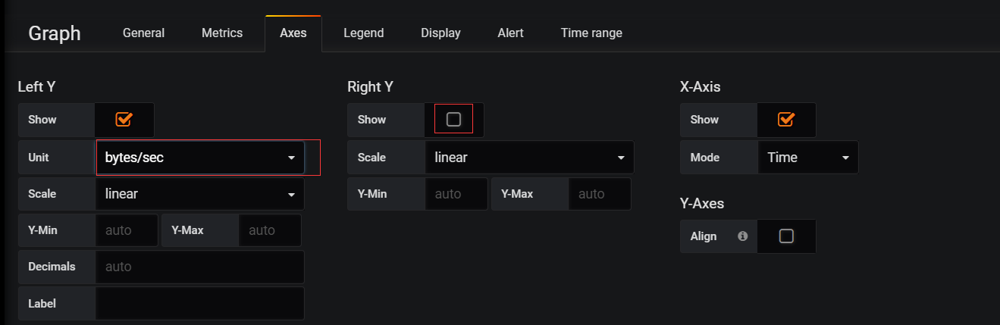 Graph General Metrics Axes Legend Display Alert Time range
Left Y Right Y X-Axis
Show Show Show
Unit bytes/sec Scale linear Mode Time
Scale linear Y-Min auto Y-Max auto Y-Axes
Y-Min auto Y-Max auto Align
Decimals auto
Label